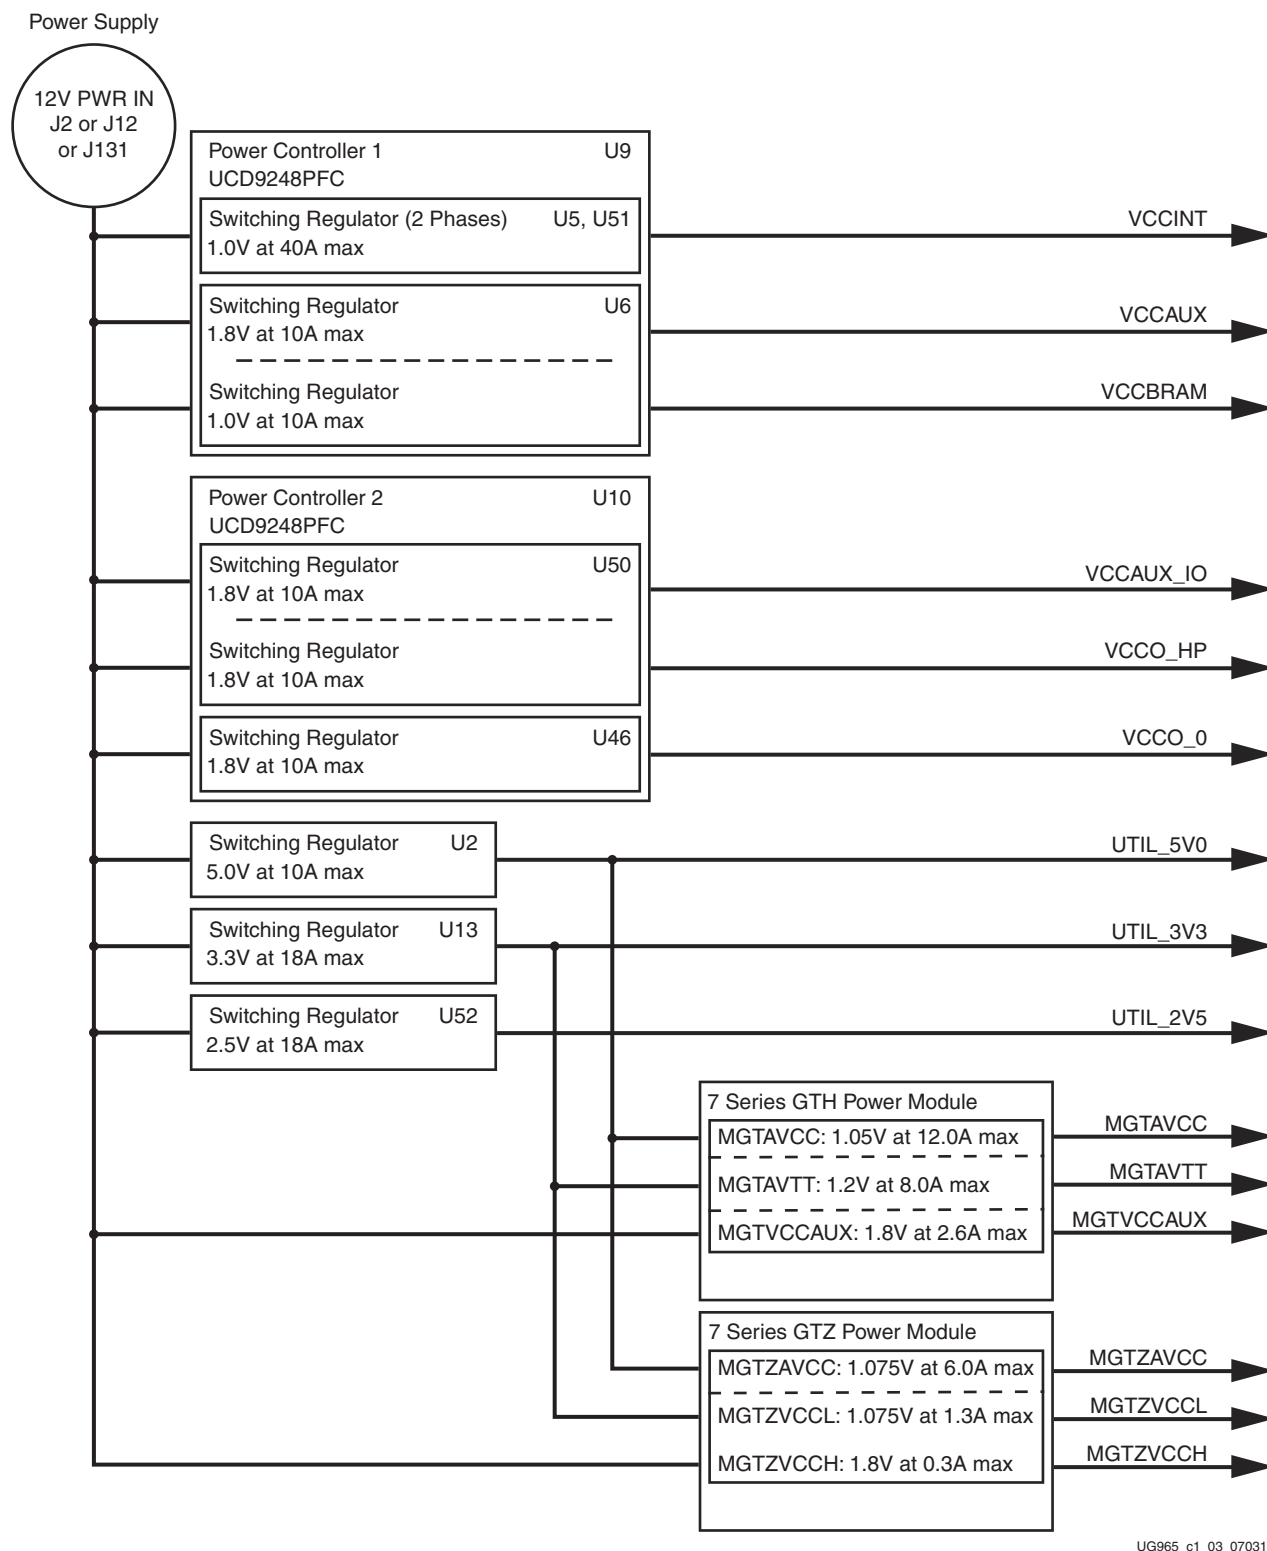 Power Supply
12V PWR IN
J2 or J12
or J131
Power Controller 1 U9
UCD9248PFC
Switching Regulator (2 Phases) U5, U51
1.0V at 40A max
VCCINT
Switching Regulator U6
1.8V at 10A max
VCCAUX
Switching Regulator
1.0V at 10A max
VCCBRAM
Power Controller 2 U10
UCD9248PFC
Switching Regulator U50
1.8V at 10A max
VCCAUX_IO
Switching Regulator
1.8V at 10A max
VCCO_HP
Switching Regulator U46
1.8V at 10A max
VCCO_0
Switching Regulator U2
5.0V at 10A max
UTIL_5V0
Switching Regulator U13
3.3V at 18A max
UTIL_3V3
Switching Regulator U52
2.5V at 18A max
UTIL_2V5
7 Series GTH Power Module
MGTAVCC: 1.05V at 12.0A max
MGTAVCC
MGTAVTT: 1.2V at 8.0A max
MGTAVTT
MGTVCCAUX: 1.8V at 2.6A max
MGTVCCAUX
7 Series GTZ Power Module
MGTZAVCC: 1.075V at 6.0A max
MGTZAVCC
MGTZVCCL: 1.075V at 1.3A max
MGTZVCCL
MGTZVCCH: 1.8V at 0.3A max
MGTZVCCH
UG965_c1_03_07031